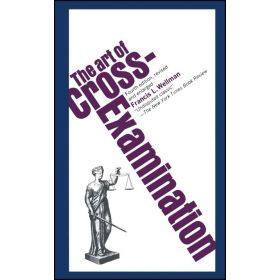 The art of
Cross-
Examination
Fourth edition, revised
and enlarged
Francis L. Wellman
"Undisputed classic."
—The New York Times Book Review